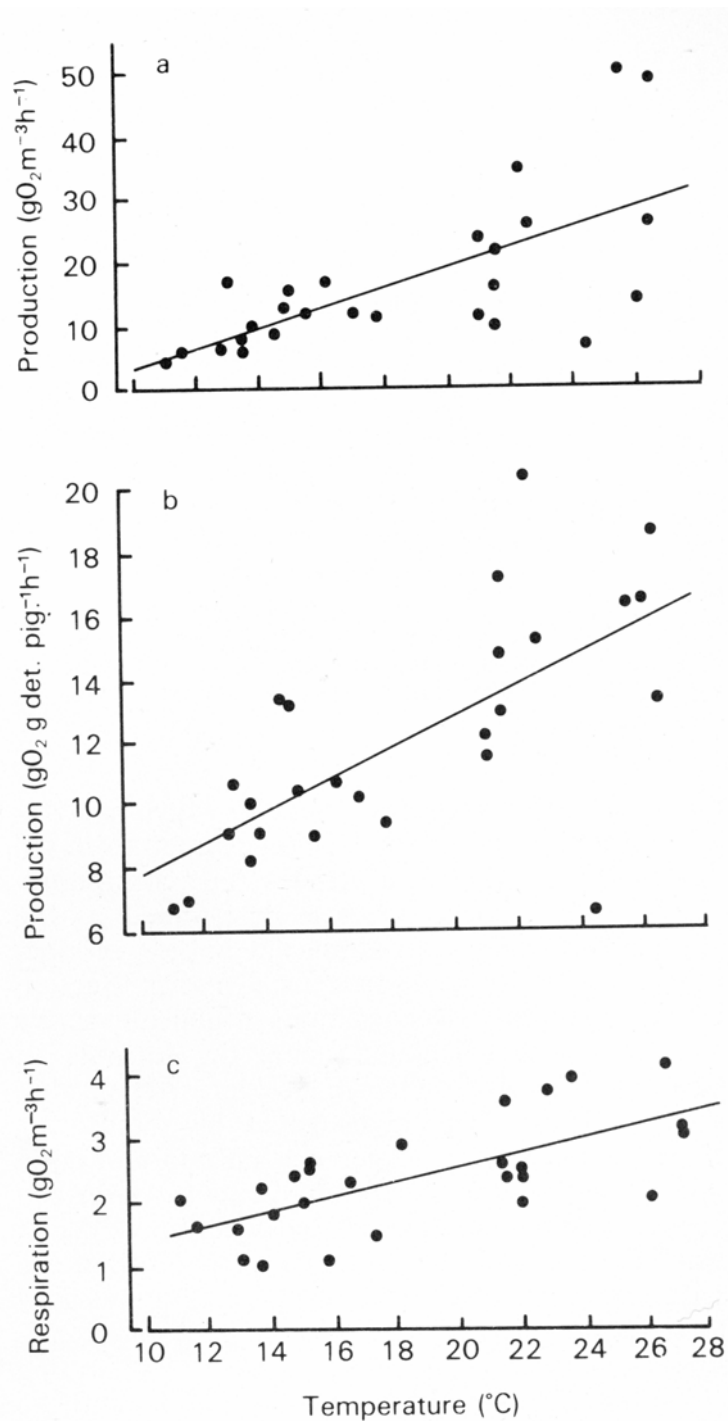 a
Production (gO₂m⁻³h⁻¹)
50
40
30
20
10
0
b
Production (gO₂ g det. pig.⁻¹h⁻¹)
20
18
16
14
12
10
8
6
c
Respiration (gO₂m⁻³h⁻¹)
4
3
2
1
0
10 12 14 16 18 20 22 24 26 28
Temperature (°C)